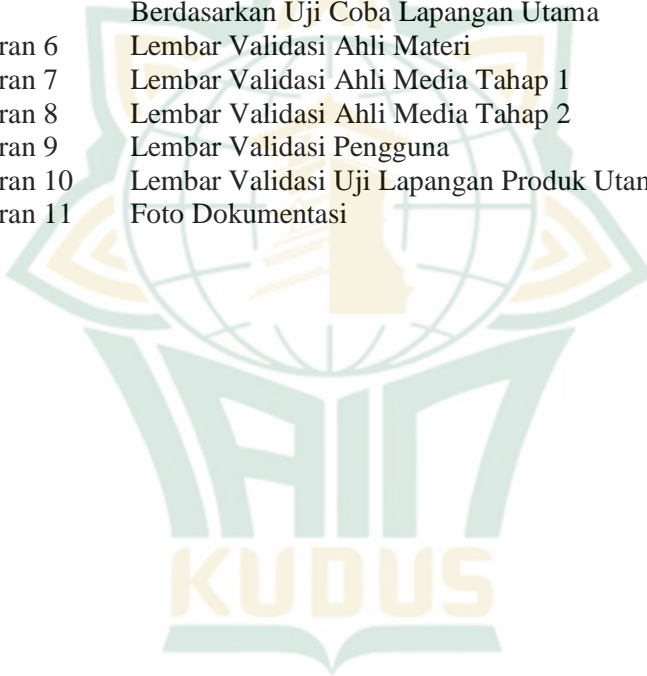 Berdasarkan Uji Coba Lapangan Utama
ran 6 Lembar Validasi Ahli Materi
ran 7 Lembar Validasi Ahli Media Tahap 1
ran 8 Lembar Validasi Ahli Media Tahap 2
ran 9 Lembar Validasi Pengguna
ran 10 Lembar Validasi Uji Lapangan Produk Utam
ran 11 Foto Dokumentasi
IAIN
KUDUS